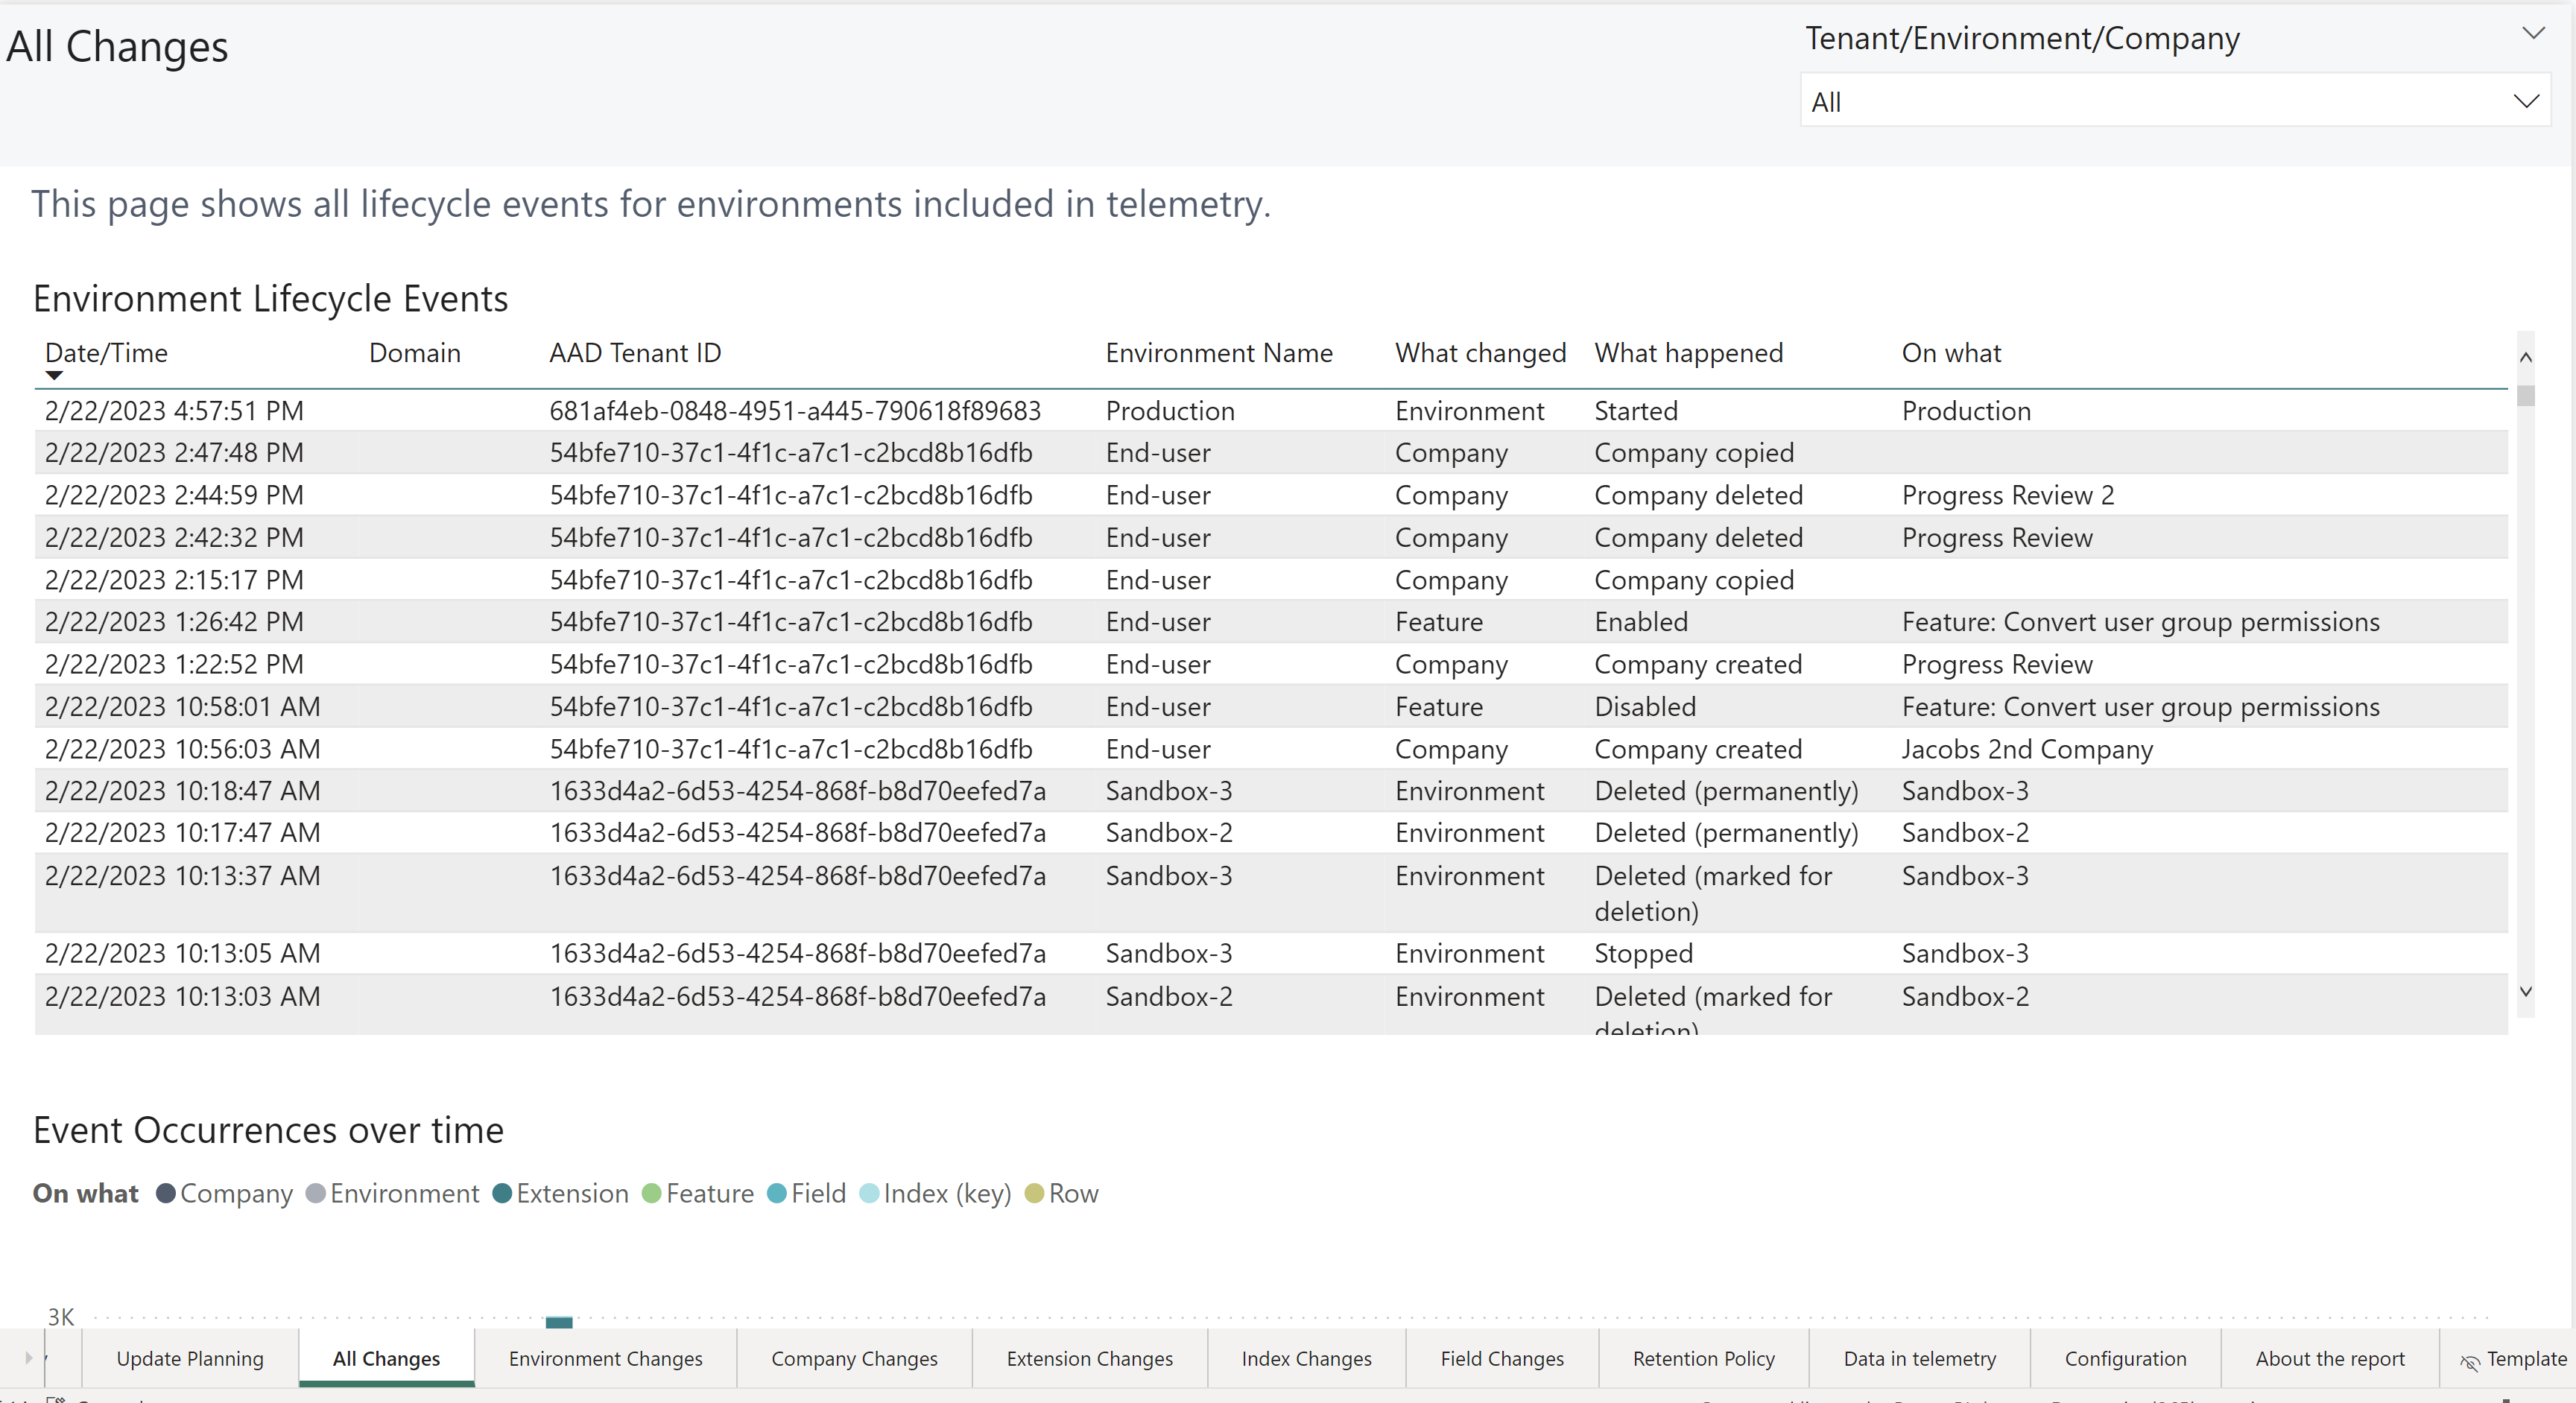 All Changes
Tenant/Environment/Company
All
This page shows all lifecycle events for environments included in telemetry.
Environment Lifecycle Events
Date/Time Domain AAD Tenant ID Environment Name What changed What happened On what
2/22/2023 4:57:51 PM 681af4eb-0848-4951-a445-790618f89683 Production Environment Started Production
2/22/2023 2:47:48 PM 54bfe710-37c1-4f1c-a7c1-c2bcd8b16dfb End-user Company Company copied
2/22/2023 2:44:59 PM 54bfe710-37c1-4f1c-a7c1-c2bcd8b16dfb End-user Company Company deleted Progress Review 2
2/22/2023 2:42:32 PM 54bfe710-37c1-4f1c-a7c1-c2bcd8b16dfb End-user Company Company deleted Progress Review
2/22/2023 2:15:17 PM 54bfe710-37c1-4f1c-a7c1-c2bcd8b16dfb End-user Company Company copied
2/22/2023 1:26:42 PM 54bfe710-37c1-4f1c-a7c1-c2bcd8b16dfb End-user Feature Enabled Feature: Convert user group permissions
2/22/2023 1:22:52 PM 54bfe710-37c1-4f1c-a7c1-c2bcd8b16dfb End-user Company Company created Progress Review
2/22/2023 10:58:01 AM 54bfe710-37c1-4f1c-a7c1-c2bcd8b16dfb End-user Feature Disabled Feature: Convert user group permissions
2/22/2023 10:56:03 AM 54bfe710-37c1-4f1c-a7c1-c2bcd8b16dfb End-user Company Company created Jacobs 2nd Company
2/22/2023 10:18:47 AM 1633d4a2-6d53-4254-868f-b8d70eefed7a Sandbox-3 Environment Deleted (permanently) Sandbox-3
2/22/2023 10:17:47 AM 1633d4a2-6d53-4254-868f-b8d70eefed7a Sandbox-2 Environment Deleted (permanently) Sandbox-2
2/22/2023 10:13:37 AM 1633d4a2-6d53-4254-868f-b8d70eefed7a Sandbox-3 Environment Deleted (marked for Sandbox-3
deletion)
2/22/2023 10:13:05 AM 1633d4a2-6d53-4254-868f-b8d70eefed7a Sandbox-3 Environment Stopped Sandbox-3
2/22/2023 10:13:03 AM 1633d4a2-6d53-4254-868f-b8d70eefed7a Sandbox-2 Environment Deleted (marked for Sandbox-2
deletion)
Event Occurrences over time
On what Company Environment Extension Feature Field Index (key) Row
3K
Update Planning All Changes Environment Changes Company Changes Extension Changes Index Changes Field Changes Retention Policy Data in telemetry Configuration About the report Template